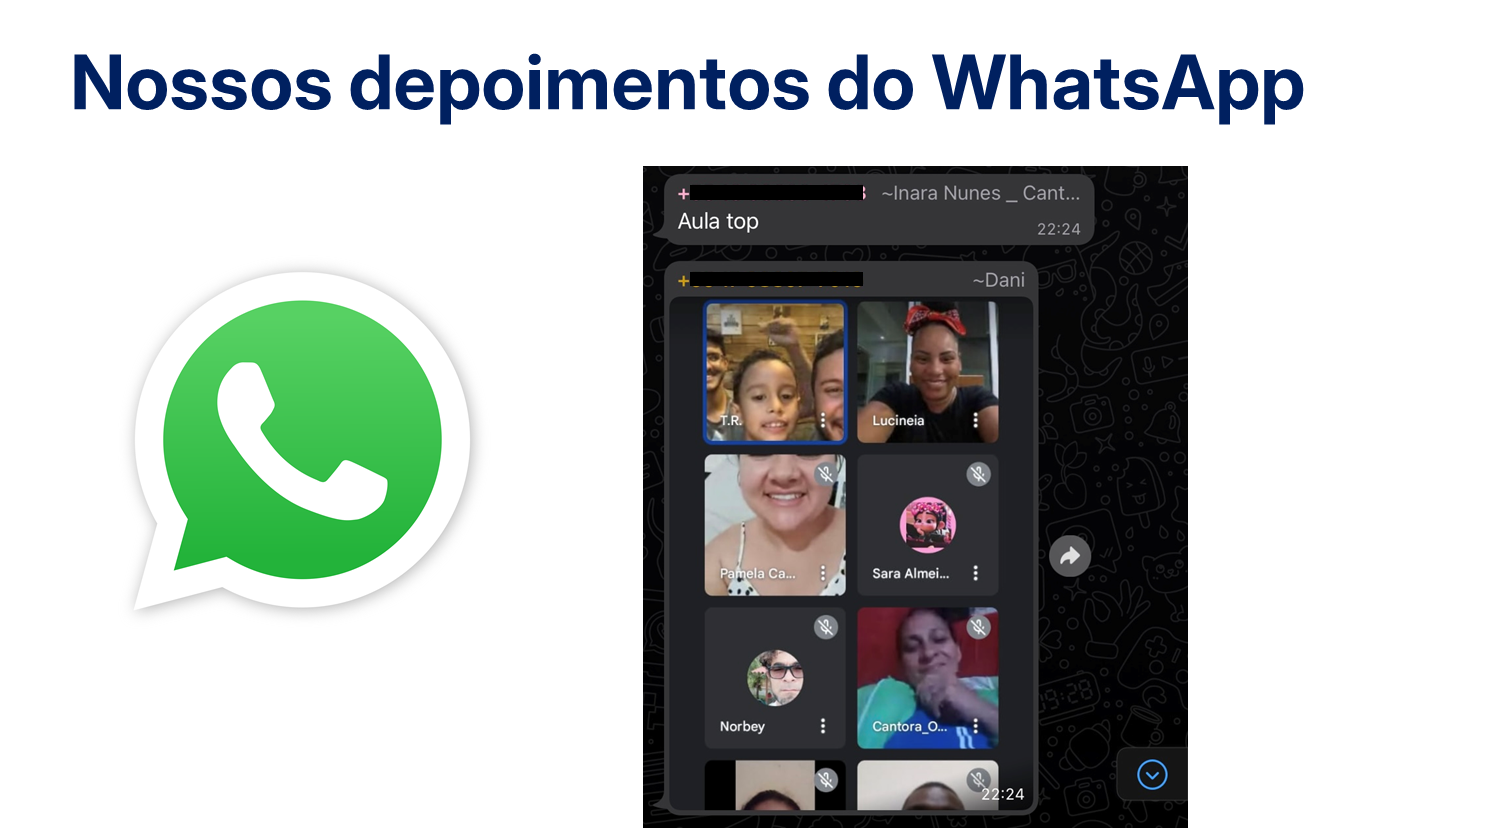 Nossos depoimentos do WhatsApp
+ ~Inara Nunes _ Cant...
Aula top
22:24
+ ~Dani
T.R.
Lucineia
Pamela Ca...
Sara Almei...
Norbey
Cantora_O...
22:24